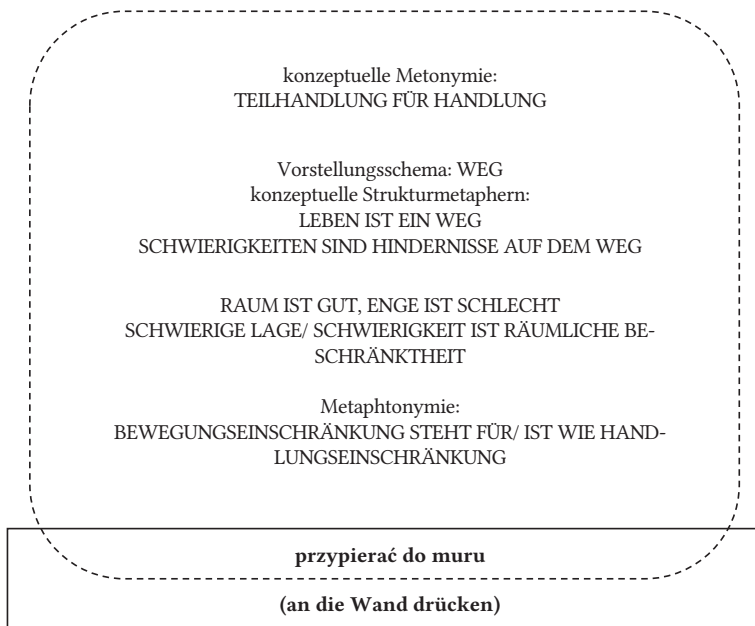 konzeptuelle Metonymie:
TEILHANDLUNG FÜR HANDLUNG
Vorstellungsschema: WEG
konzeptuelle Strukturmetaphern:
LEBEN IST EIN WEG
SCHWIERIGKEITEN SIND HINDERNISSE AUF DEM WEG
RAUM IST GUT, ENGE IST SCHLECHT
SCHWIERIGE LAGE/ SCHWIERIGKEIT IST RÄUMLICHE BE-
SCHRÄNKTHEIT
Metaphtonymie:
BEWEGUNGSEINSCHRÄNKUNG STEHT FÜR/ IST WIE HAND-
LUNGSEINSCHRÄNKUNG
przypierać do muru
(an die Wand drücken)